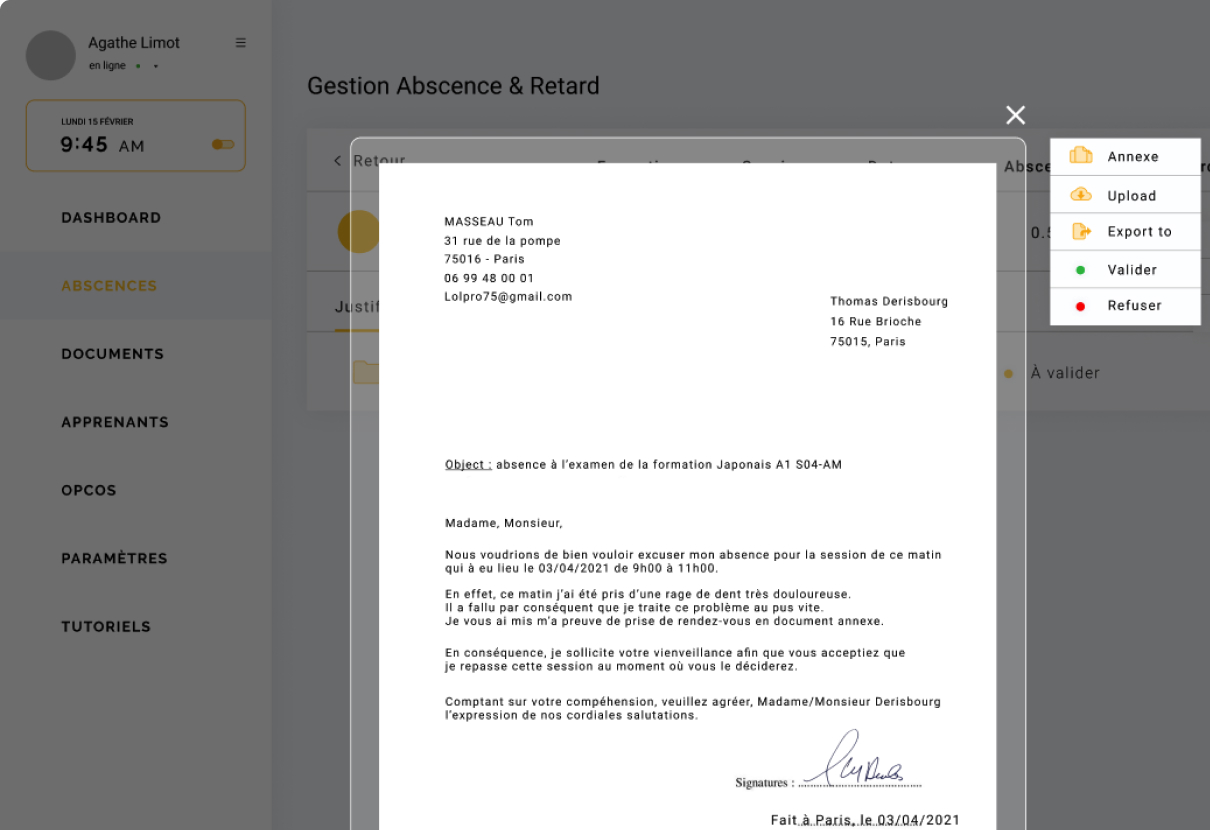 Agathe Limot
en ligne
LUNDI 15 FÉVRIER
9:45 AM
DASHBOARD
ABSCENCES
DOCUMENTS
APPRENANTS
OPCOS
PARAMÈTRES
TUTORIELS
Gestion Abscence & Retard
< Retour
Absce
0.5
Justif
À valider
Annexe
Upload
Export to
Valider
Refuser
MASSEAU Tom
31 rue de la pompe
75016 - Paris
06 99 48 00 01
Lolpro75@gmail.com
Thomas Derisbourg
16 Rue Brioche
75015, Paris
Object : absence à l’examen de la formation Japonais A1 S04-AM
Madame, Monsieur,
Nous voudrions de bien vouloir excuser mon absence pour la session de ce matin
qui à eu lieu le 03/04/2021 de 9h00 à 11h00.
En effet, ce matin j’ai été pris d’une rage de dent très douloureuse.
Il a fallu par conséquent que je traite ce problème au pus vite.
Je vous ai mis m’a preuve de prise de rendez-vous en document annexe.
En conséquence, je sollicite votre vienveillance afin que vous acceptiez que
je repasse cette session au moment où vous le déciderez.
Comptant sur votre compéhension, veuillez agréer, Madame/Monsieur Derisbourg
l’expression de nos cordiales salutations.
Signatures :
Fait à Paris, le 03/04/2021